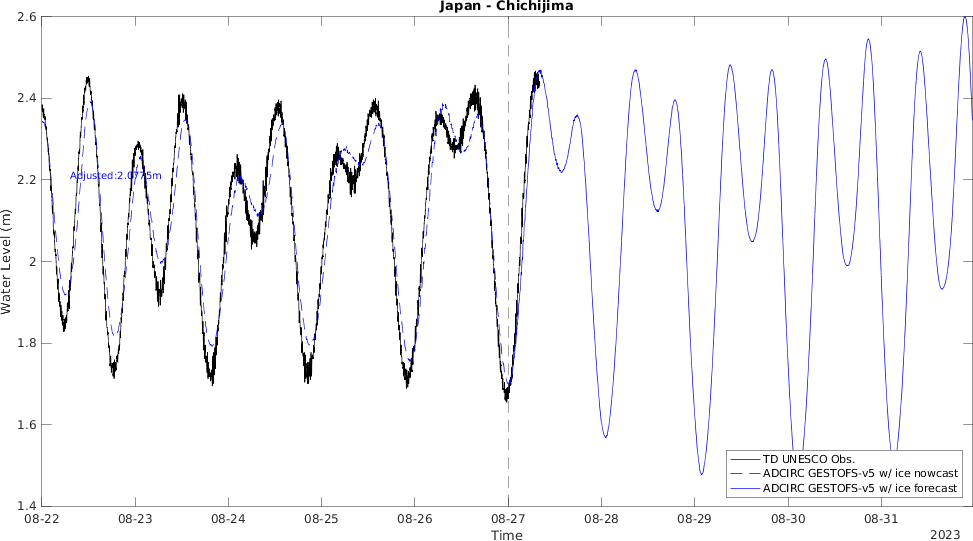 Japan - Chichijima
2.6
2.4
2.2
2
1.8
1.6
1.4
Water Level (m)
Adjusted:2.0775m
TD UNESCO Obs.
ADCIRC GESTOFS-v5 w/ ice nowcast
ADCIRC GESTOFS-v5 w/ ice forecast
08-22 08-23 08-24 08-25 08-26 08-27 08-28 08-29 08-30 08-31
Time
2023